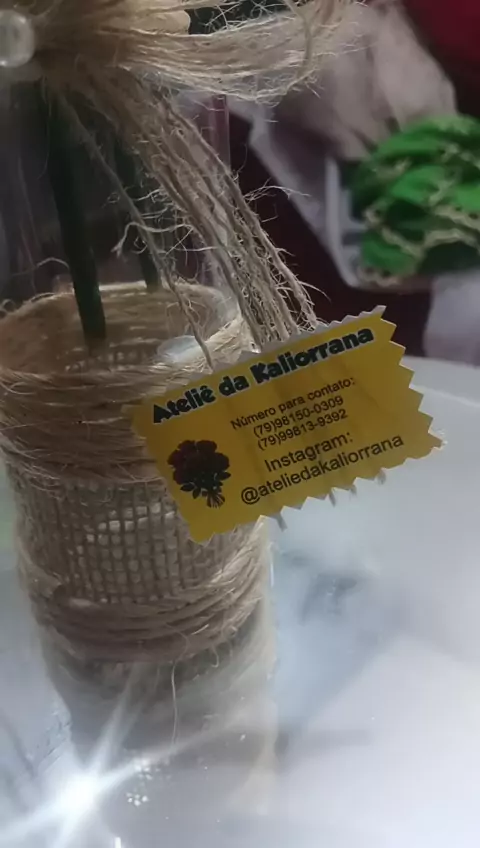 Ateliê da Kaliorrana
Número para contato:
(79)98150-0309
(79)99813-9392
Instagram:
@ateliedakaliorrana